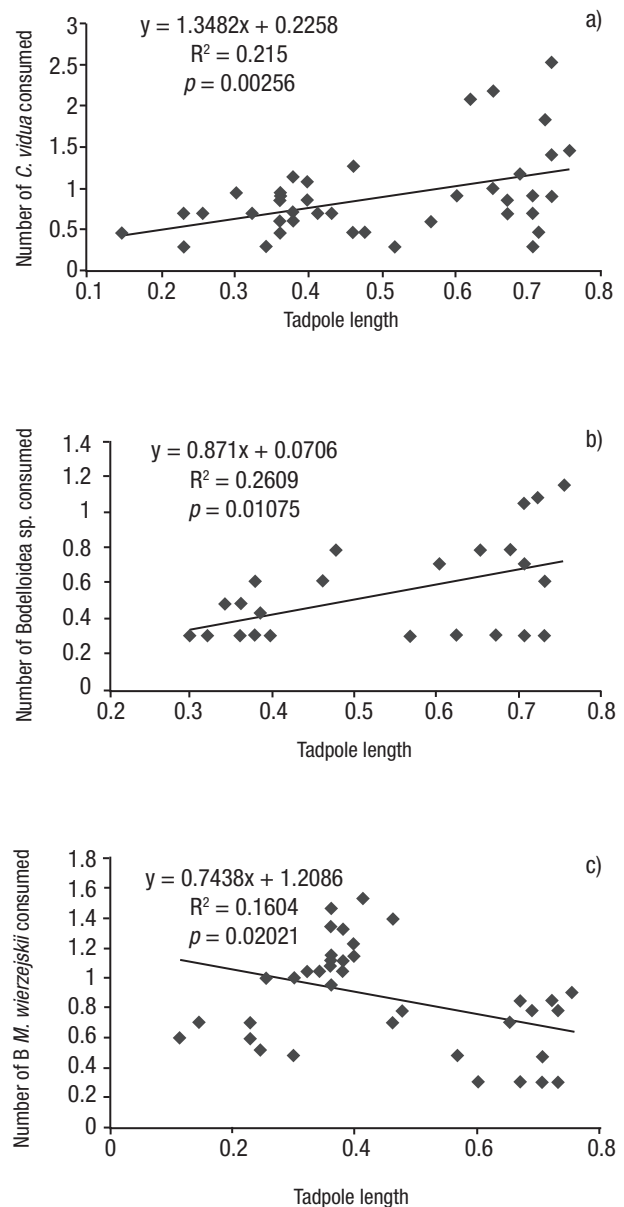 a)
y = 1.3482x + 0.2258
R² = 0.215
p = 0.00256
Number of C. vidua consumed
3
2.5
2
1.5
1
0.5
0
0.1 0.2 0.3 0.4 0.5 0.6 0.7 0.8
Tadpole length
b)
y = 0.871x + 0.0706
R² = 0.2609
p = 0.01075
Number of Bodelloidea sp. consumed
1.4
1.2
1
0.8
0.6
0.4
0.2
0
0.2 0.3 0.4 0.5 0.6 0.7 0.8
Tadpole length
c)
y = 0.7438x + 1.2086
R² = 0.1604
p = 0.02021
Number of B M. wierzejskii consumed
1.8
1.6
1.4
1.2
1
0.8
0.6
0.4
0.2
0
0 0.2 0.4 0.6 0.8
Tadpole length